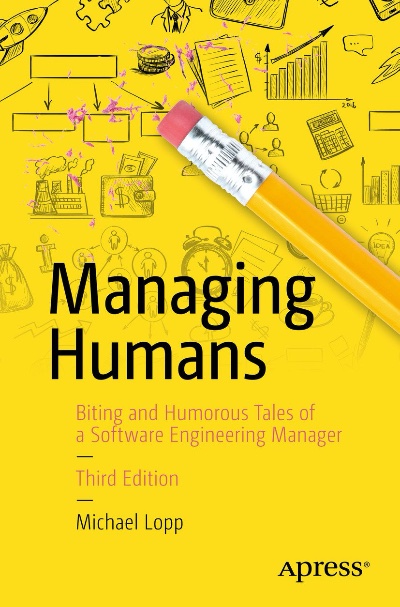 Managing
Humans
Biting and Humorous Tales of
a Software Engineering Manager
Third Edition
Michael Lopp
Apress®